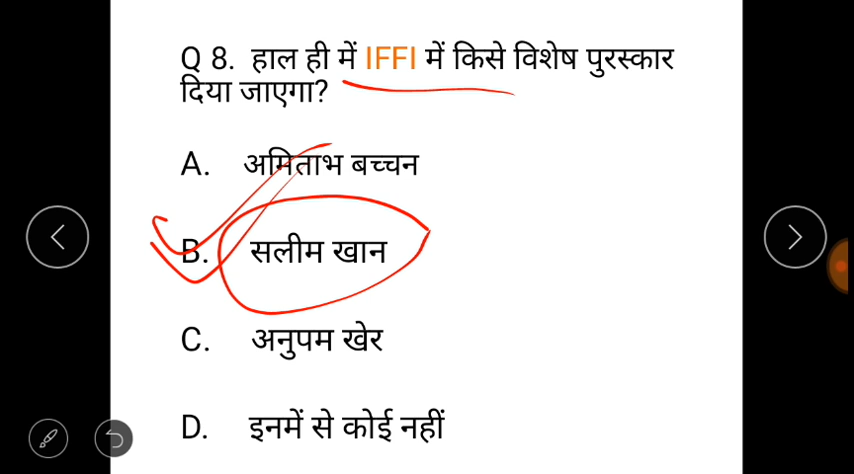 Q 8. हाल ही में IFFI में किसे विशेष पुरस्कार
दिया जाएगा?
A. अमिताभ बच्चन
B. सलीम खान
C. अनुपम खेर
D. इनमें से कोई नहीं